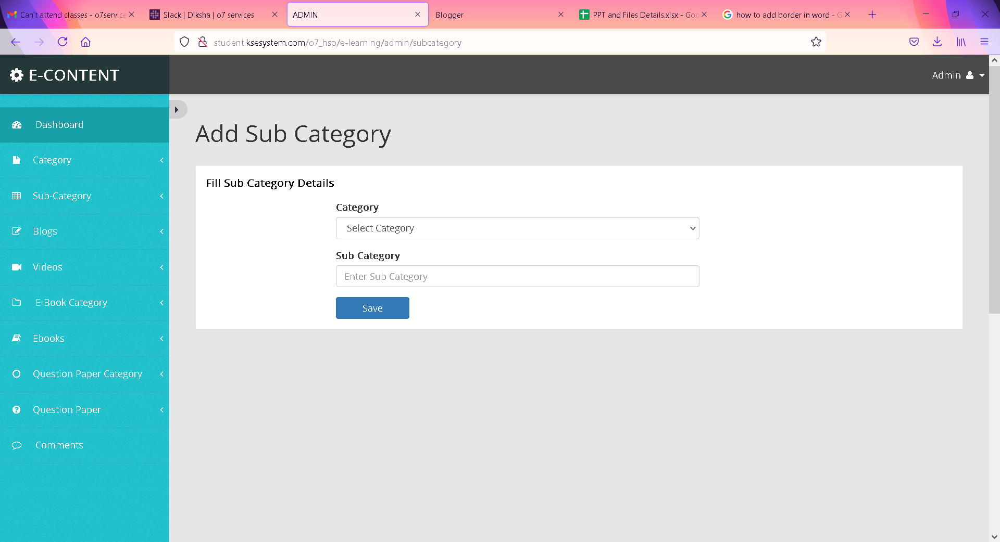 Can't attend classes - o7service
Slack | Diksha | o7 services
ADMIN
Blogger
PPT and Files Details.xlsx - Goo
how to add border in word - G
student.ksesystem.com/o7_hsp/e-learning/admin/subcategory
E-CONTENT
Admin
Dashboard
Category
Sub-Category
Blogs
Videos
E-Book Category
Ebooks
Question Paper Category
Question Paper
Comments
Add Sub Category
Fill Sub Category Details
Category
Select Category
Sub Category
Enter Sub Category
Save